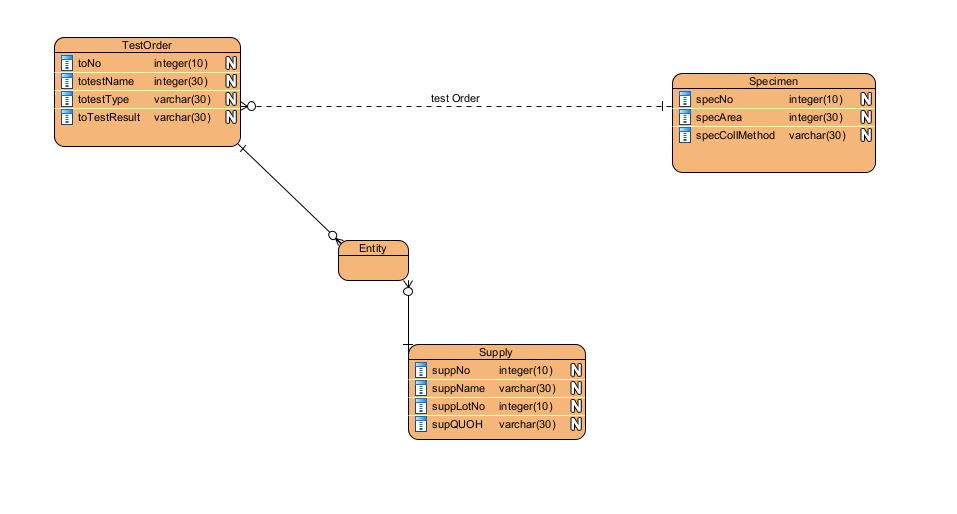 TestOrder
toNo integer(10) N
totestName integer(30) N
totestType varchar(30) N
toTestResult varchar(30) N
test Order
Specimen
specNo integer(10) N
specArea integer(30) N
specCollMethod varchar(30) N
Entity
Supply
suppNo integer(10) N
suppName varchar(30) N
suppLotNo integer(10) N
supQUOH varchar(30) N